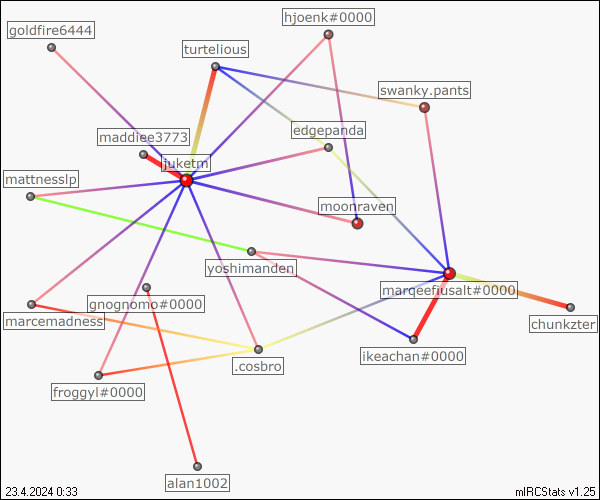 goldfire6444
hjoenk#0000
turtelious
swanky.pants
edgepanda
maddiee3773
juketrn
mattnesslp
moonraven
yoshimanden
marqeefiusalt#0000
gnognomo#0000
marcemadness
chunkzter
ikeachan#0000
.cosbro
froggyl#0000
alan1002
23.4.2024 0:33
mIRCStats v1.25